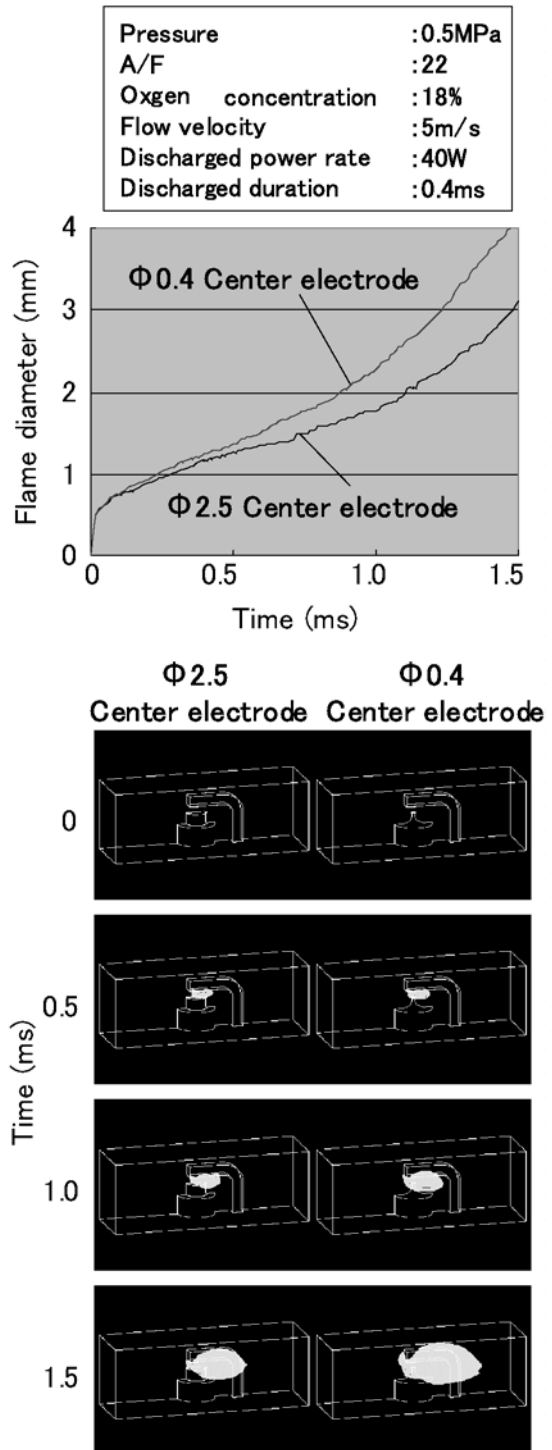 Pressure :0.5MPa
A/F :22
Oxgen concentration :18%
Flow velocity :5m/s
Discharged power rate :40W
Discharged duration :0.4ms
4
3
2
1
0
Flame diameter (mm)
Φ0.4 Center electrode
Φ2.5 Center electrode
0 0.5 1.0 1.5
Time (ms)
Φ2.5 Φ0.4
Center electrode Center electrode
0
0.5
1.0
1.5
Time (ms)